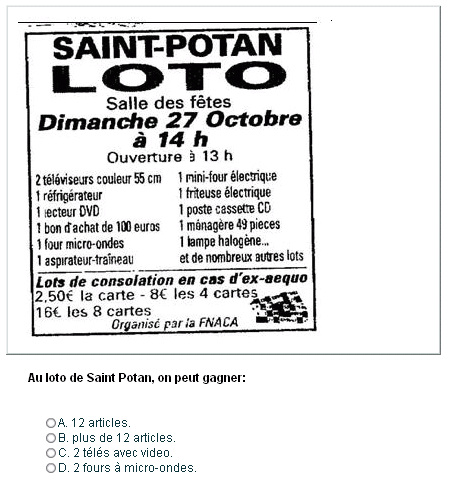 SAINT-POTAN
LOTO
Salle des fêtes
Dimanche 27 Octobre
à 14 h
Ouverture à 13 h
2 téléviseurs couleur 55 cm
1 réfrigérateur
1 lecteur DVD
1 bon d'achat de 100 euros
1 four micro-ondes
1 aspirateur-traîneau
1 mini-four électrique
1 friteuse électrique
1 poste cassette CD
1 ménagère 49 pieces
1 lampe halogène...
et de nombreux autres lots
Lots de consolation en cas d'ex-aequo
2,50€ la carte - 8€ les 4 cartes
16€ les 8 cartes
Organisé par la FNACA
Au loto de Saint Potan, on peut gagner:
A. 12 articles.
B. plus de 12 articles.
C. 2 télés avec video.
D. 2 fours à micro-ondes.